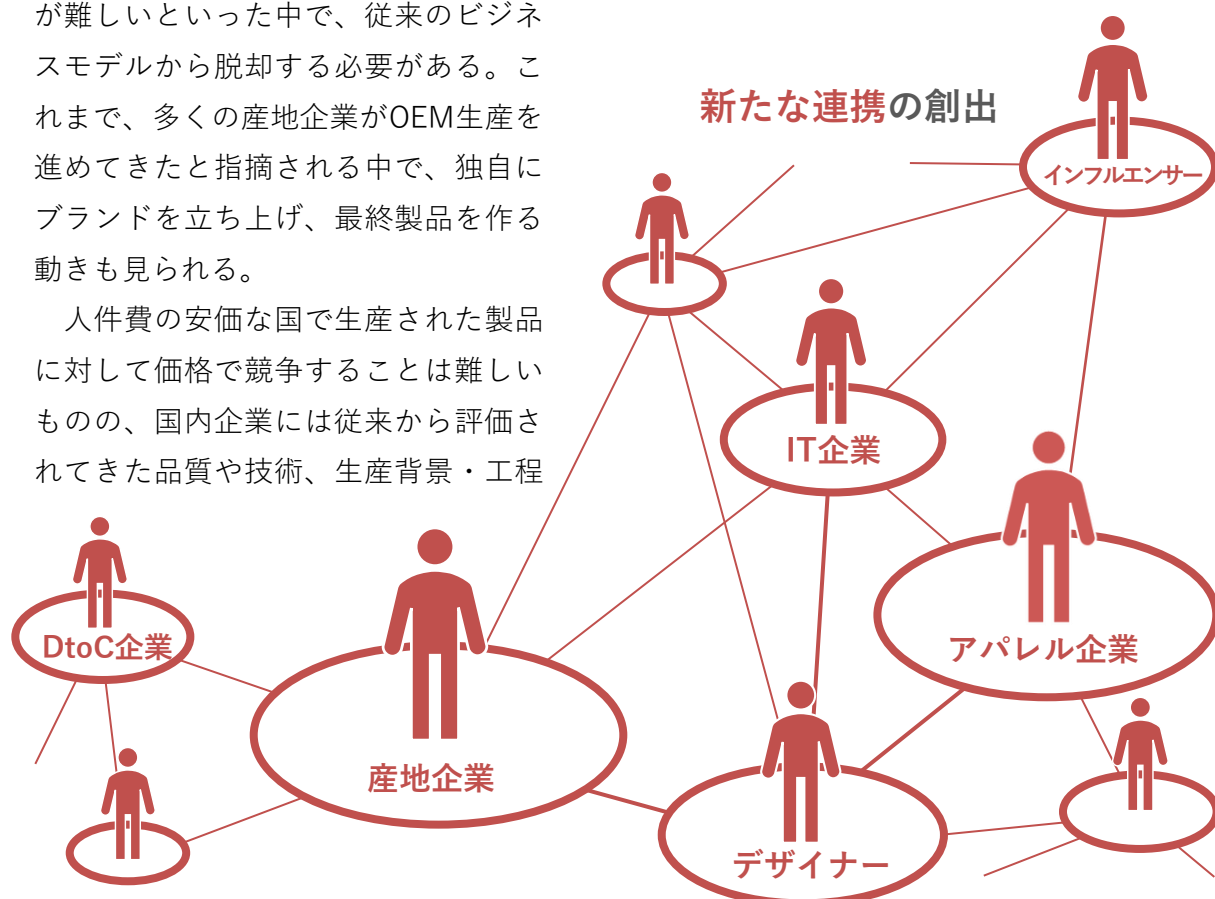 が難しいといった中で、従来のビジネ
スモデルから脱却する必要がある。こ
れまで、多くの産地企業がOEM生産を
進めてきたと指摘される中で、独自に
ブランドを立ち上げ、最終製品を作る
動きも見られる。
　人件費の安価な国で生産された製品
に対して価格で競争することは難しい
ものの、国内企業には従来から評価さ
れてきた品質や技術、生産背景・工程
新たな連携の創出
インフルエンサー
IT企業
アパレル企業
DtoC企業
産地企業
デザイナー